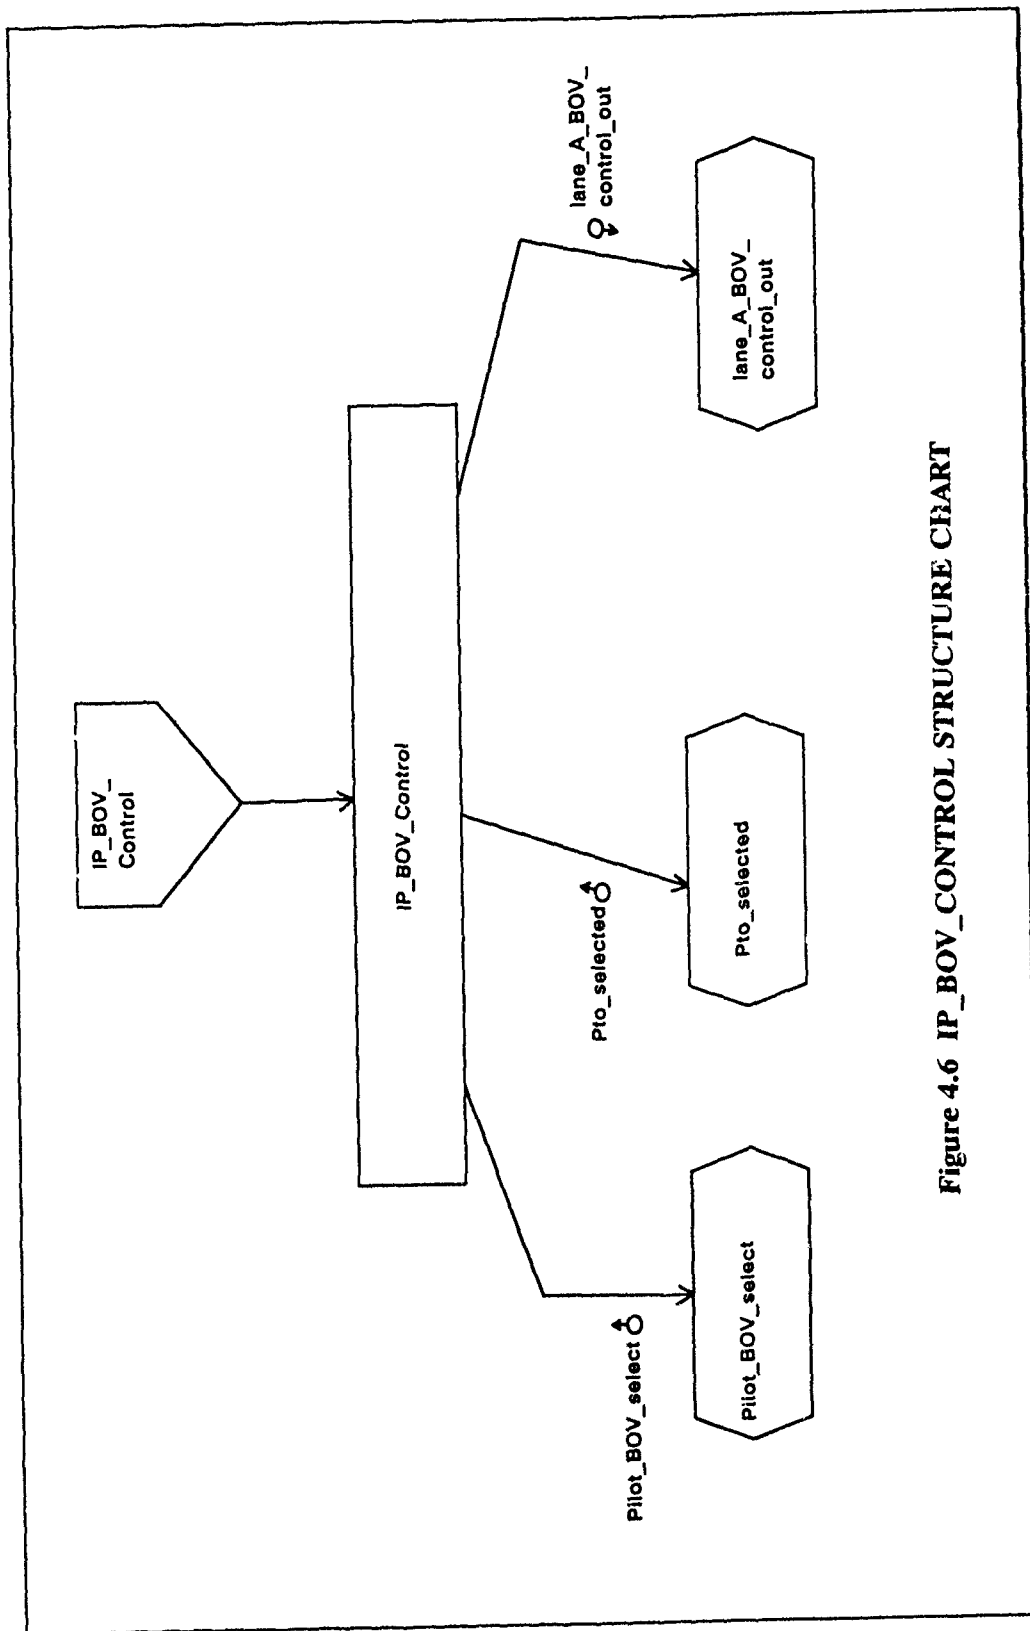 IP_BOV_
Control
IP_BOV_Control
Pilot_BOV_select
Pto_selected
lane_A_BOV_
control_out
Pilot_BOV_select
Pto_selected
lane_A_BOV_
control_out
Figure 4.6 IP_BOV_CONTROL STRUCTURE CHART